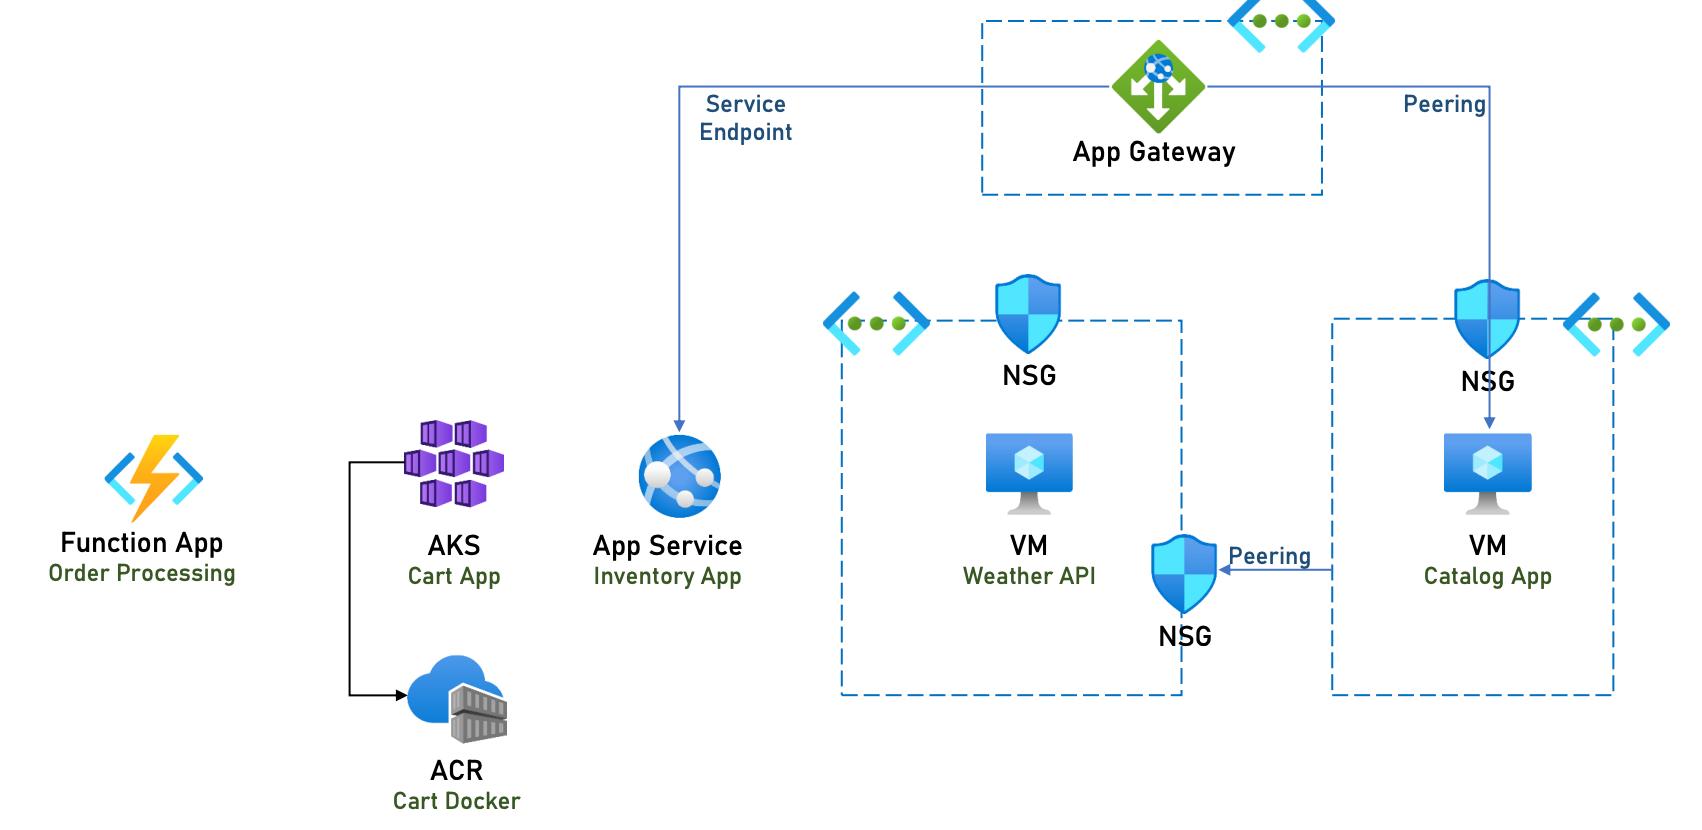 Service
Endpoint
Peering
App Gateway
NSG
NSG
Function App
Order Processing
AKS
Cart App
App Service
Inventory App
VM
Weather API
Peering
VM
Catalog App
NSG
ACR
Cart Docker